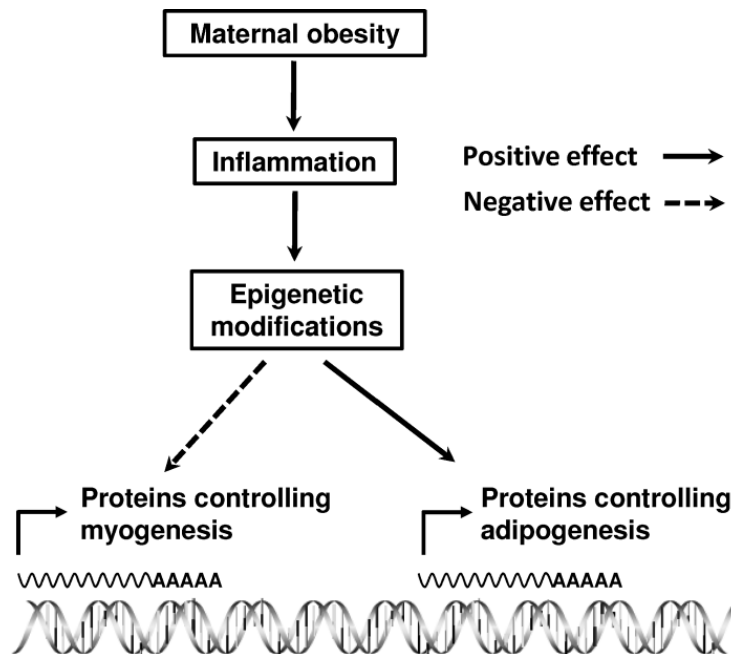 Maternal obesity
Inflammation
Positive effect
Negative effect
Epigenetic
modifications
Proteins controlling
myogenesis
Proteins controlling
adipogenesis
AAAAA
AAAAA